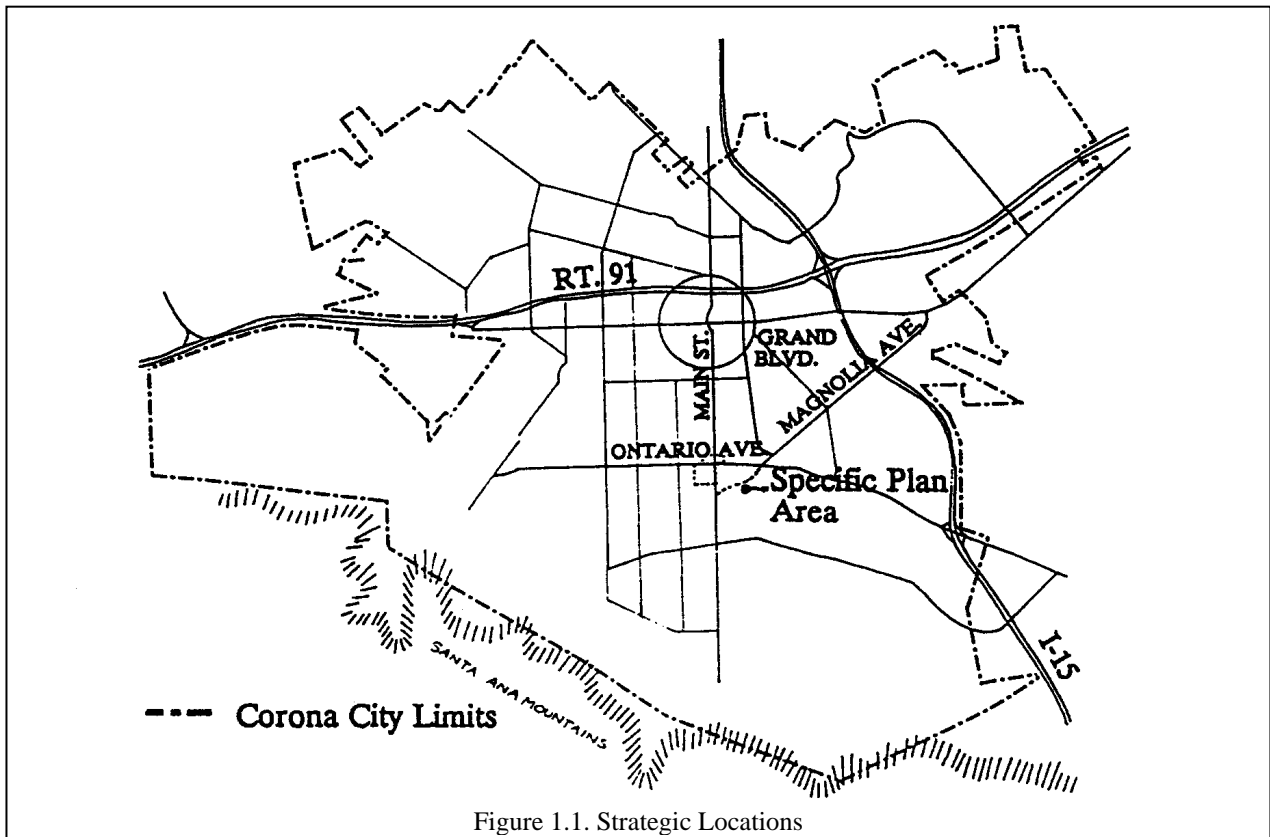 RT. 91
GRAND
BLVD.
MAIN ST.
MAGNOLIA AVE
ONTARIO AVE
Specific Plan
Area
I-15
SANTA ANA MOUNTAINS
Corona City Limits
Figure 1.1. Strategic Locations